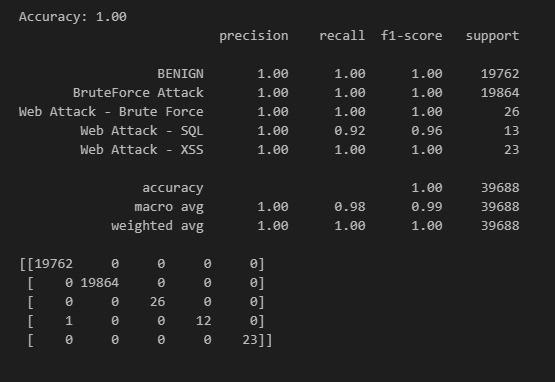 Accuracy: 1.00
precision recall f1-score support
BENIGN 1.00 1.00 1.00 19762
BruteForce Attack 1.00 1.00 1.00 19864
Web Attack - Brute Force 1.00 1.00 1.00 26
Web Attack - SQL 1.00 0.92 0.96 13
Web Attack - XSS 1.00 1.00 1.00 23
accuracy 1.00 39688
macro avg 1.00 0.98 0.99 39688
weighted avg 1.00 1.00 1.00 39688
[[19762 0 0 0 0]
[ 0 19864 0 0 0]
[ 0 0 26 0 0]
[ 1 0 0 12 0]
[ 0 0 0 0 23]]